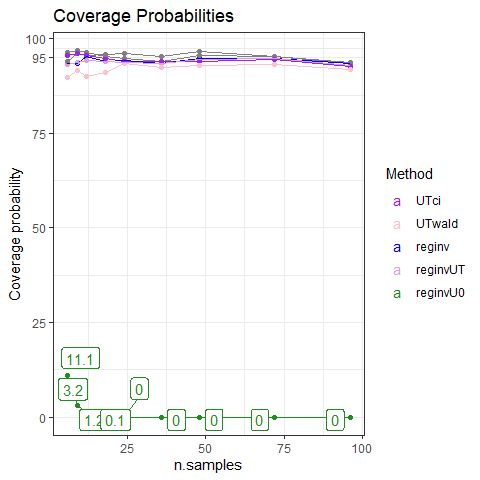 Coverage Probabilities
100
95
75
50
25
0
Coverage probability
11.1
3.2
1.2
0.1
0
0
0
0
0
25
50
75
100
n.samples
Method
a UTci
a UTwald
a reginv
a reginvUT
a reginvU0